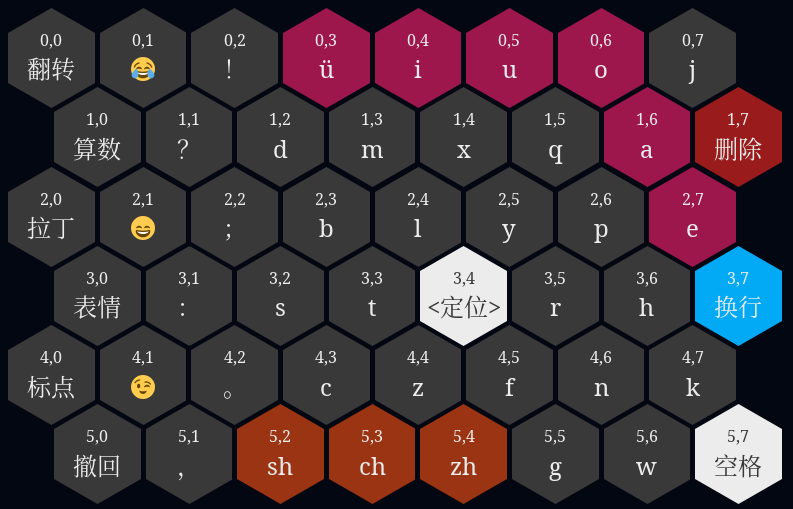 0,0 0,1 0,2 0,3 0,4 0,5 0,6 0,7
翻转 😂 ! ü i u o j
1,0 1,1 1,2 1,3 1,4 1,5 1,6 1,7
算数 ? d m x q a 删除
2,0 2,1 2,2 2,3 2,4 2,5 2,6 2,7
拉丁 😄 ; b l y p e
3,0 3,1 3,2 3,3 3,4 3,5 3,6 3,7
表情 : s t <定位> r h 换行
4,0 4,1 4,2 4,3 4,4 4,5 4,6 4,7
标点 😉 。 c z f n k
5,0 5,1 5,2 5,3 5,4 5,5 5,6 5,7
撤回 , sh ch zh g w 空格